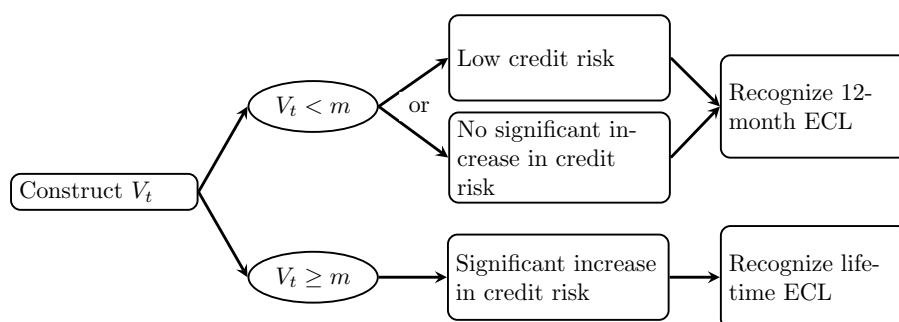 Construct V_t
V_t < m
or
Low credit risk
No significant in-
crease in credit
risk
Recognize 12-
month ECL
V_t ≥ m
Significant increase
in credit risk
Recognize life-
time ECL